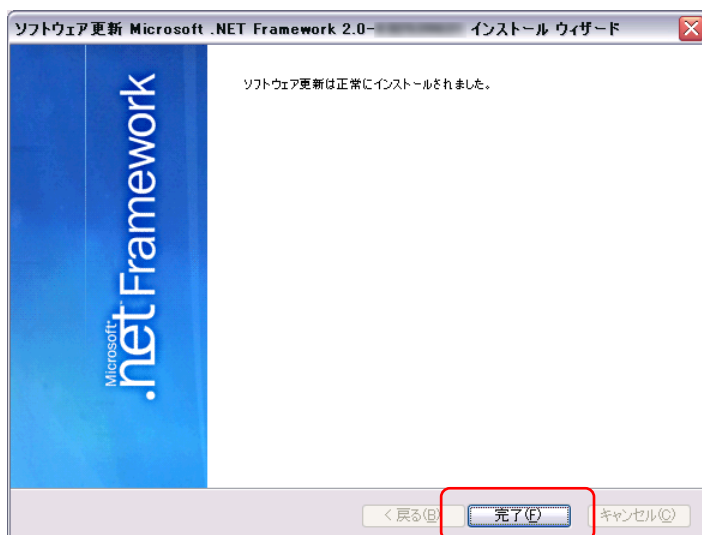 ソフトウェア更新 Microsoft .NET Framework 2.0- インストール ウィザード
ソフトウェア更新は正常にインストールされました。
Microsoft®
.net Framework
< 戻る(B)
完了(F)
キャンセル(C)